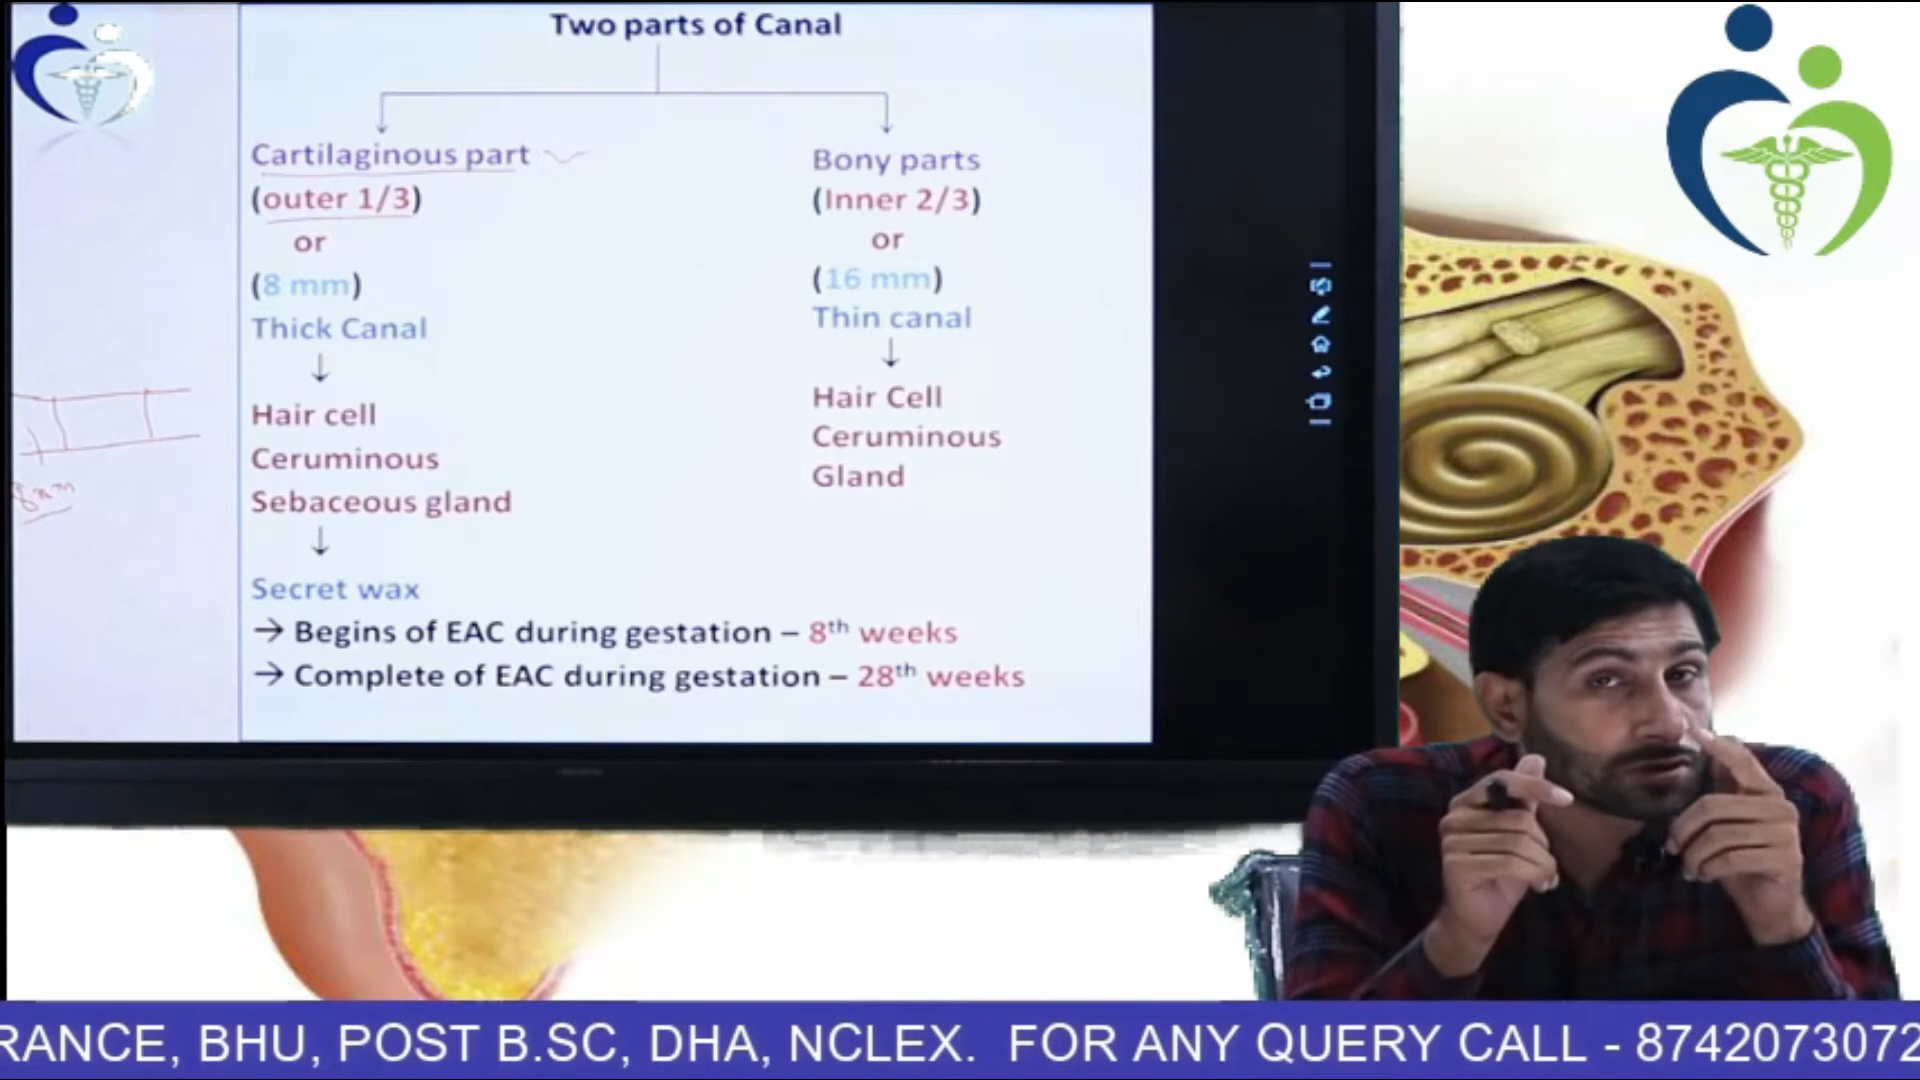 Two parts of Canal
Cartilaginous part
(outer 1/3)
or
(8 mm)
Thick Canal
↓
Hair cell
Ceruminous
Sebaceous gland
↓
Secret wax
→ Begins of EAC during gestation – 8th weeks
→ Complete of EAC during gestation – 28th weeks
Bony parts
(Inner 2/3)
or
(16 mm)
Thin canal
↓
Hair Cell
Ceruminous
Gland
8mm
RANCE, BHU, POST B.SC, DHA, NCLEX. FOR ANY QUERY CALL - 8742073072